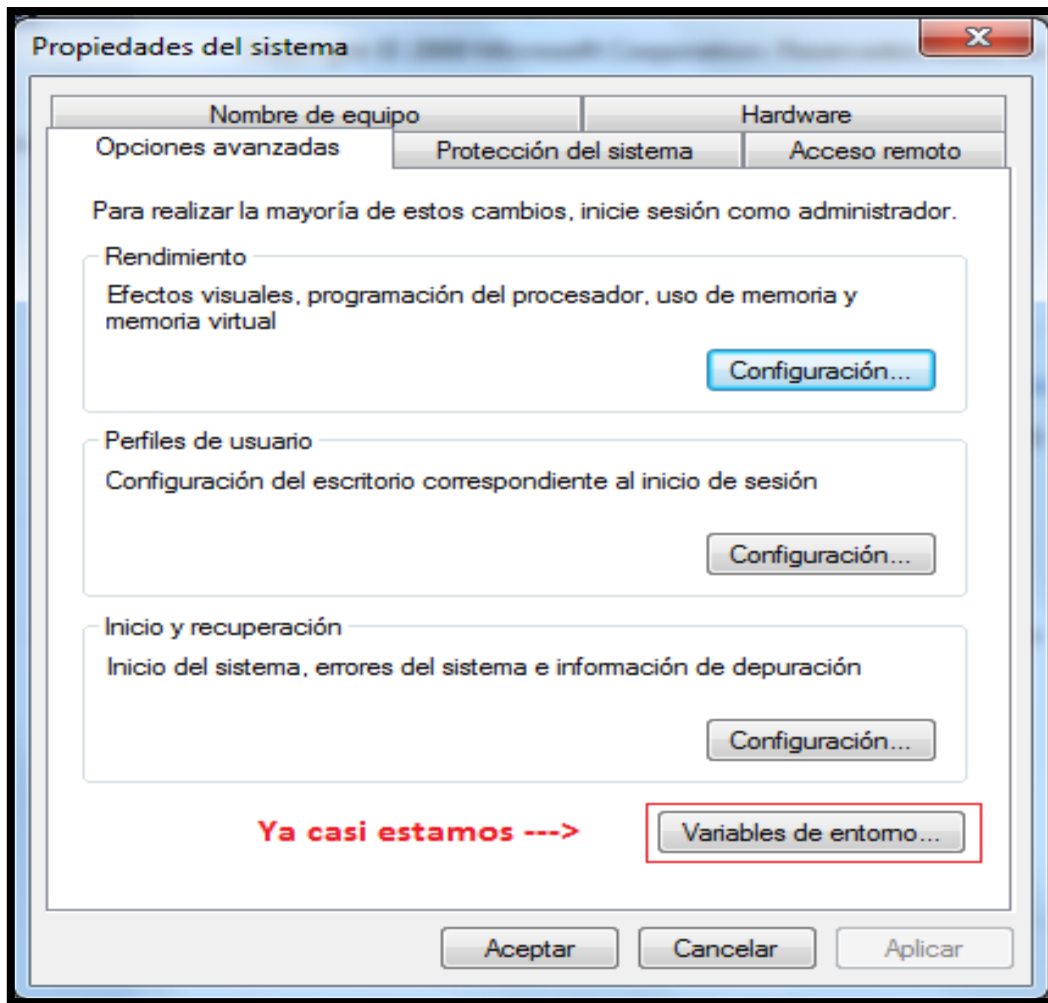 Propiedades del sistema
Nombre de equipo
Hardware
Opciones avanzadas
Protección del sistema
Acceso remoto
Para realizar la mayoría de estos cambios, inicie sesión como administrador.
Rendimiento
Efectos visuales, programación del procesador, uso de memoria y
memoria virtual
Configuración...
Perfiles de usuario
Configuración del escritorio correspondiente al inicio de sesión
Configuración...
Inicio y recuperación
Inicio del sistema, errores del sistema e información de depuración
Configuración...
Ya casi estamos --->
Variables de entorno...
Aceptar
Cancelar
Aplicar